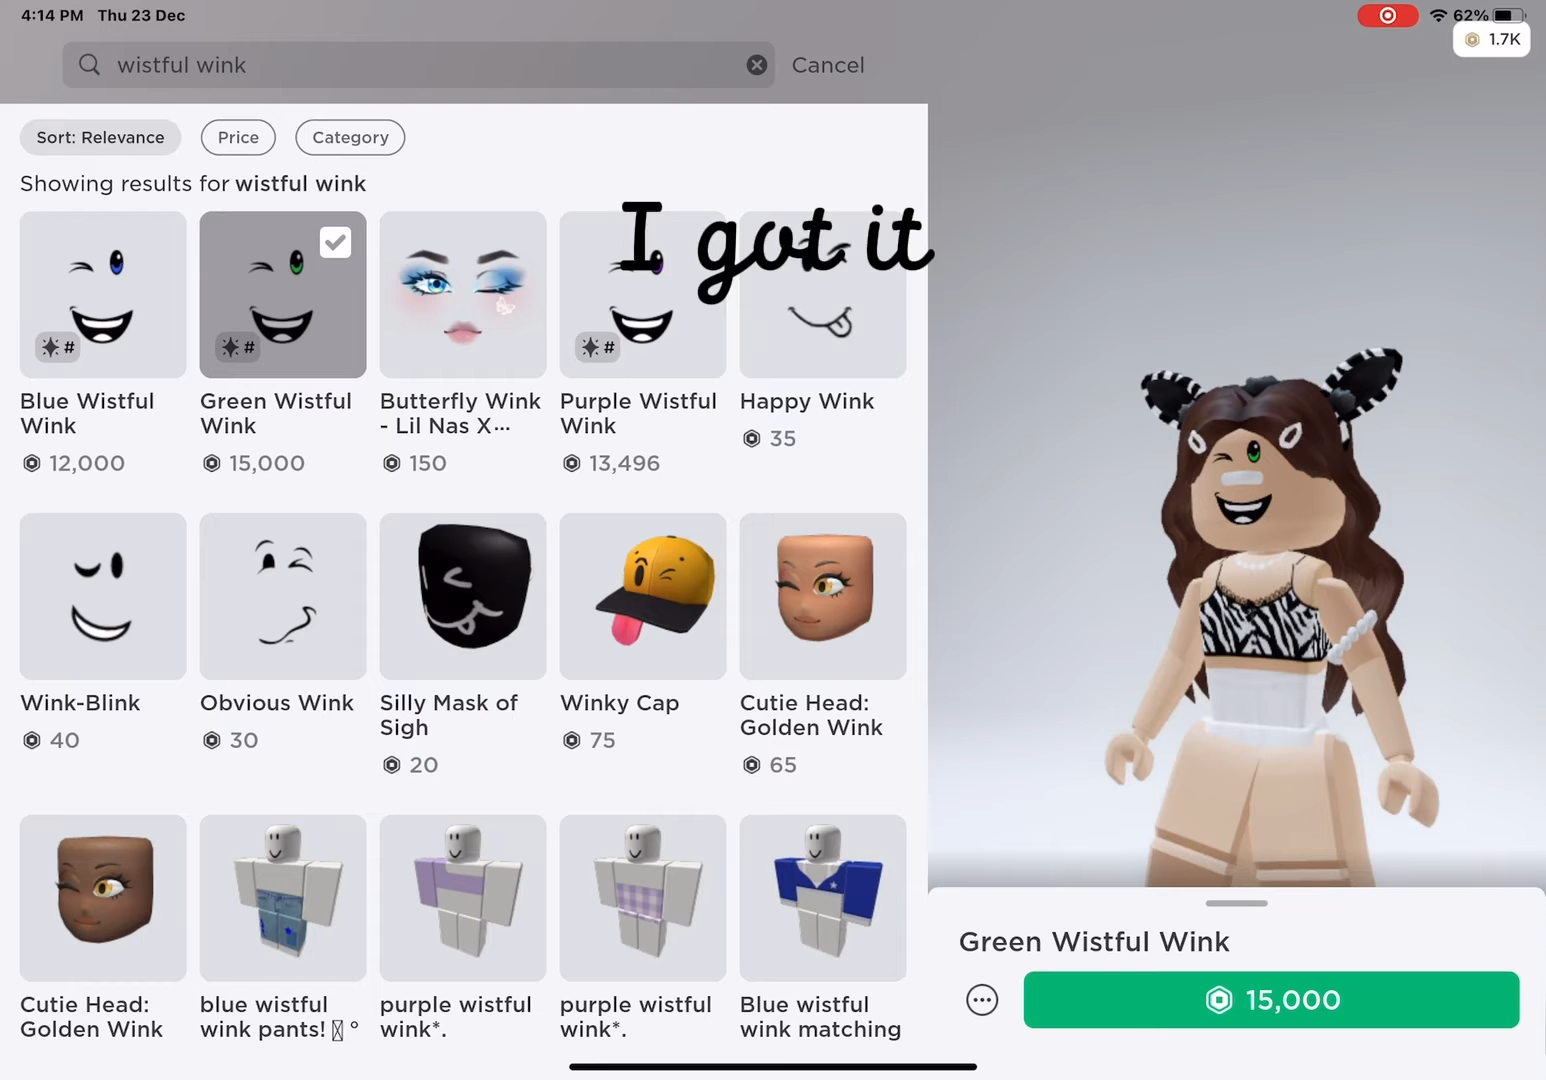 4:14 PM Thu 23 Dec
62%
1.7K
wistful wink
Cancel
Sort: Relevance
Price
Category
Showing results for wistful wink
I got it
#
#
#
Blue Wistful
Wink
12,000
Green Wistful
Wink
15,000
Butterfly Wink
- Lil Nas X...
150
Purple Wistful
Wink
13,496
Happy Wink
35
Wink-Blink
40
Obvious Wink
30
Silly Mask of
Sigh
20
Winky Cap
75
Cutie Head:
Golden Wink
65
Cutie Head:
Golden Wink
blue wistful
wink pants! °
purple wistful
wink*.
purple wistful
wink*.
Blue wistful
wink matching
Green Wistful Wink
15,000